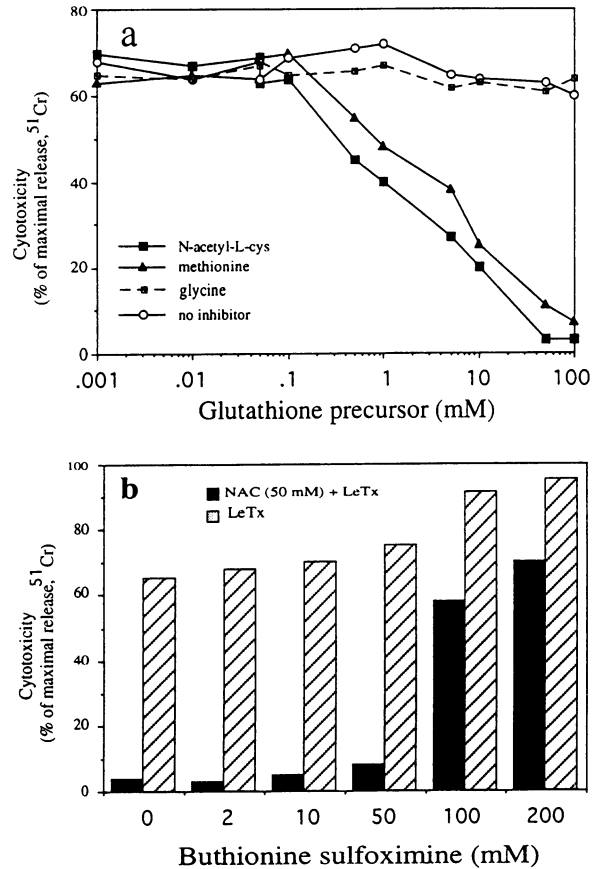 80
a
60
40
20
0
Cytotoxicity
(% of maximal release, 51Cr)
N-acetyl-L-cys
methionine
glycine
no inhibitor
.001 .01 .1 1 10 100
Glutathione precursor (mM)
100
b
80
60
40
20
0
Cytotoxicity
(% of maximal release, 51Cr)
NAC (50 mM) + LeTx
LeTx
0 2 10 50 100 200
Buthionine sulfoximine (mM)